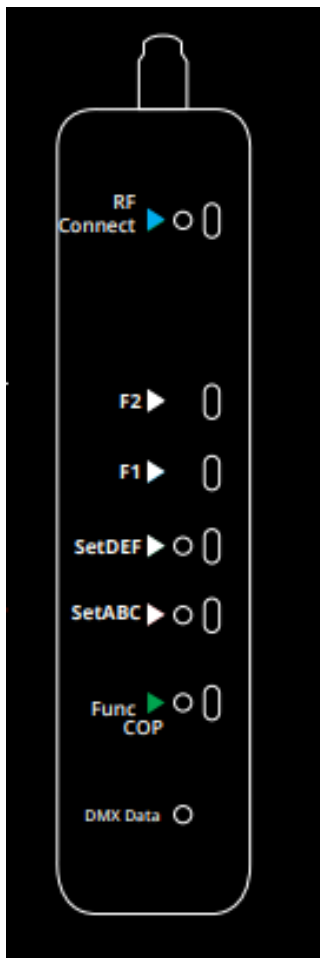 RF
Connect
F2
F1
SetDEF
SetABC
Func
COP
DMX Data